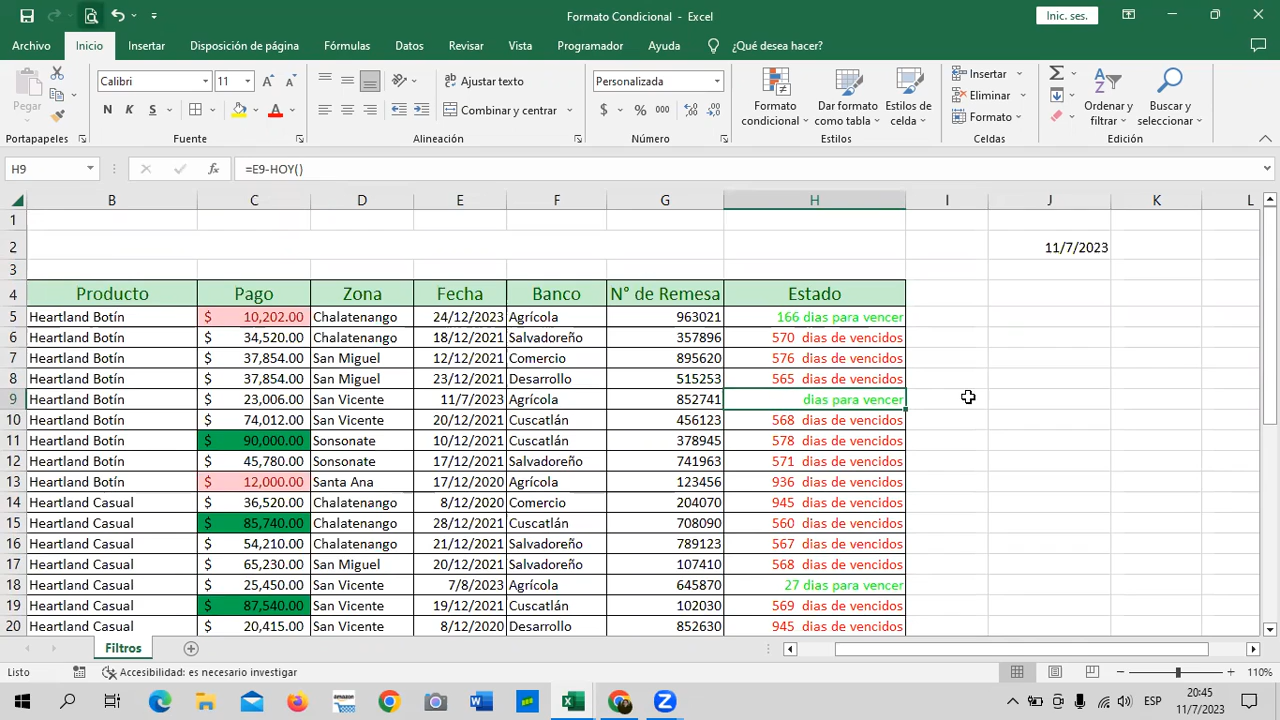 Formato Condicional - Excel
Inic. ses.
Archivo Inicio Insertar Disposición de página Fórmulas Datos Revisar Vista Programador Ayuda ¿Qué desea hacer?
Pegar
Calibri 11
N K S
Ajustar texto
Combinar y centrar
Personalizada
$ % 000
Formato condicional
Dar formato como tabla
Estilos de celda
Insertar
Eliminar
Formato
Ordenar y filtrar
Buscar y seleccionar
Portapapeles Fuente Alineación Número Estilos Celdas Edición
H9 fx =E9-HOY()
B C D E F G H I J K L
1
2 11/7/2023
3
4 Producto Pago Zona Fecha Banco N° de Remesa Estado
5 Heartland Botín $ 10,202.00 Chalatenango 24/12/2023 Agrícola 963021 166 dias para vencer
6 Heartland Botín $ 34,520.00 Chalatenango 18/12/2021 Salvadoreño 357896 570 dias de vencidos
7 Heartland Botín $ 37,854.00 San Miguel 12/12/2021 Comercio 895620 576 dias de vencidos
8 Heartland Botín $ 37,854.00 San Miguel 23/12/2021 Desarrollo 515253 565 dias de vencidos
9 Heartland Botín $ 23,006.00 San Vicente 11/7/2023 Agrícola 852741 dias para vencer
10 Heartland Botín $ 74,012.00 San Vicente 20/12/2021 Cuscatlán 456123 568 dias de vencidos
11 Heartland Botín $ 90,000.00 Sonsonate 10/12/2021 Cuscatlán 378945 578 dias de vencidos
12 Heartland Botín $ 45,780.00 Sonsonate 17/12/2021 Salvadoreño 741963 571 dias de vencidos
13 Heartland Botín $ 12,000.00 Santa Ana 17/12/2020 Agrícola 123456 936 dias de vencidos
14 Heartland Casual $ 36,520.00 Chalatenango 8/12/2020 Comercio 204070 945 dias de vencidos
15 Heartland Casual $ 85,740.00 Chalatenango 28/12/2021 Cuscatlán 708090 560 dias de vencidos
16 Heartland Casual $ 54,210.00 Chalatenango 21/12/2021 Salvadoreño 789123 567 dias de vencidos
17 Heartland Casual $ 65,230.00 San Miguel 20/12/2021 Salvadoreño 107410 568 dias de vencidos
18 Heartland Casual $ 25,450.00 San Vicente 7/8/2023 Agrícola 645870 27 dias para vencer
19 Heartland Casual $ 87,540.00 San Vicente 19/12/2021 Cuscatlán 102030 569 dias de vencidos
20 Heartland Casual $ 20,415.00 San Vicente 8/12/2020 Desarrollo 852630 945 dias de vencidos
Filtros
Listo Accesibilidad: es necesario investigar 110%
ESP 20:45
11/7/2023